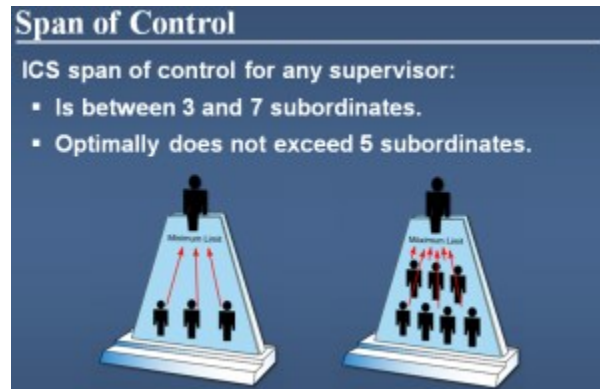 Span of Control
ICS span of control for any supervisor:
▪ Is between 3 and 7 subordinates.
▪ Optimally does not exceed 5 subordinates.
Minimum Limit
Maximum Limit